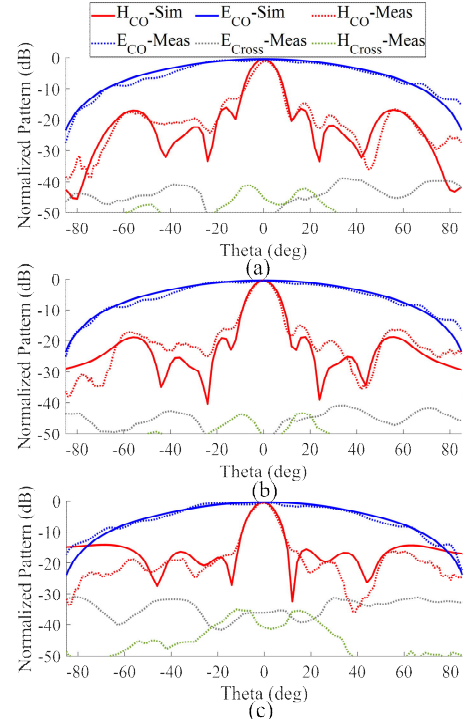 H_CO-Sim E_CO-Sim H_CO-Meas
E_CO-Meas E_Cross-Meas H_Cross-Meas
Normalized Pattern (dB)
0
-10
-20
-30
-40
-50
-80 -60 -40 -20 0 20 40 60 80
Theta (deg)
(a)
Normalized Pattern (dB)
0
-10
-20
-30
-40
-50
-80 -60 -40 -20 0 20 40 60 80
Theta (deg)
(b)
Normalized Pattern (dB)
0
-10
-20
-30
-40
-50
-80 -60 -40 -20 0 20 40 60 80
Theta (deg)
(c)